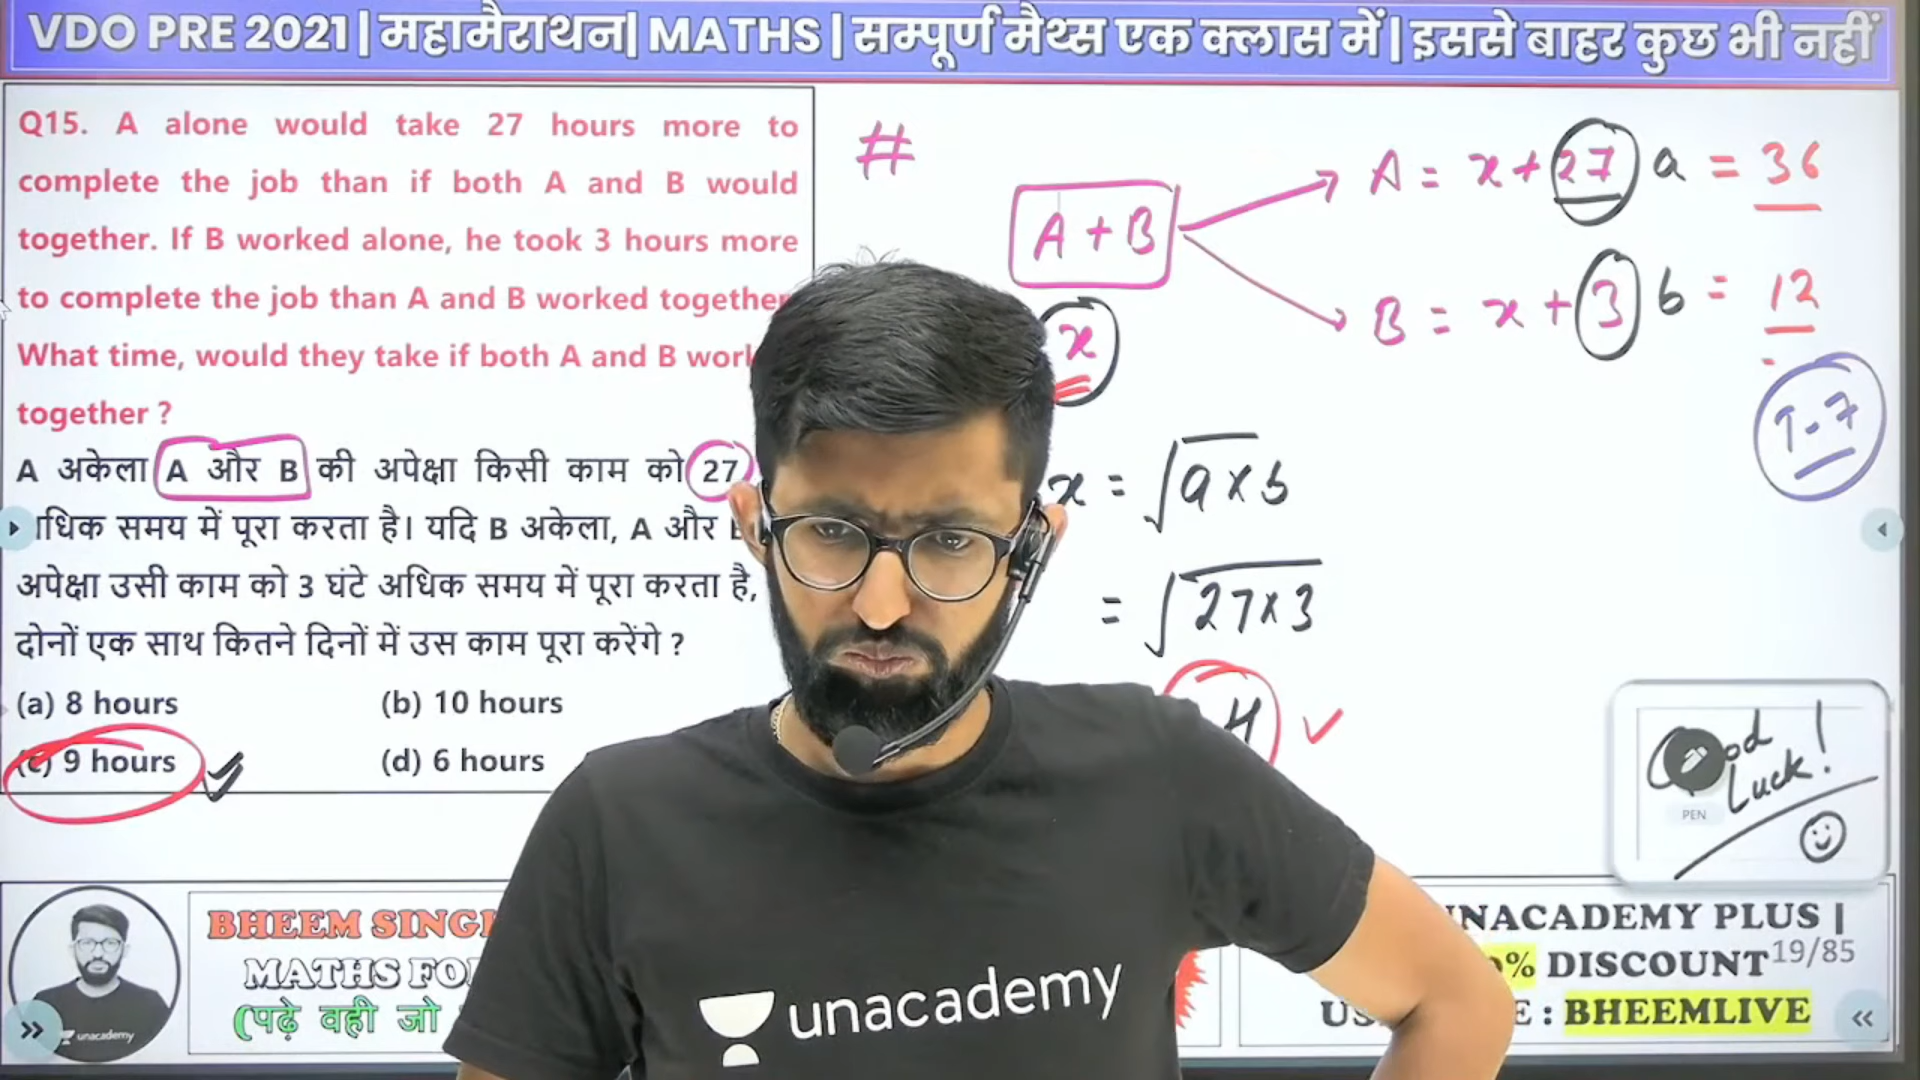 VDO PRE 2021 | महामैराथन| MATHS | सम्पूर्ण मैथ्स एक क्लास में | इससे बाहर कुछ भी नहीं
Q15. A alone would take 27 hours more to
complete the job than if both A and B would
together. If B worked alone, he took 3 hours more
to complete the job than A and B worked together
What time, would they take if both A and B work
together ?
A अकेला A और B की अपेक्षा किसी काम को 27
धिक समय में पूरा करता है। यदि B अकेला, A और
अपेक्षा उसी काम को 3 घंटे अधिक समय में पूरा करता है,
दोनों एक साथ कितने दिनों में उस काम पूरा करेंगे ?
(a) 8 hours (b) 10 hours
(c) 9 hours (d) 6 hours
#
A + B
A = x + 27 a = 36
B = x + 3 b = 12
x
T-7
x = √a×b
= √27×3
H
Good
Luck!
PEN
BHEEM SING
MATHS FO
(पढ़े वही जो
unacademy
unacademy
UNACADEMY PLUS |
% DISCOUNT
19/85
E : BHEEMLIVE